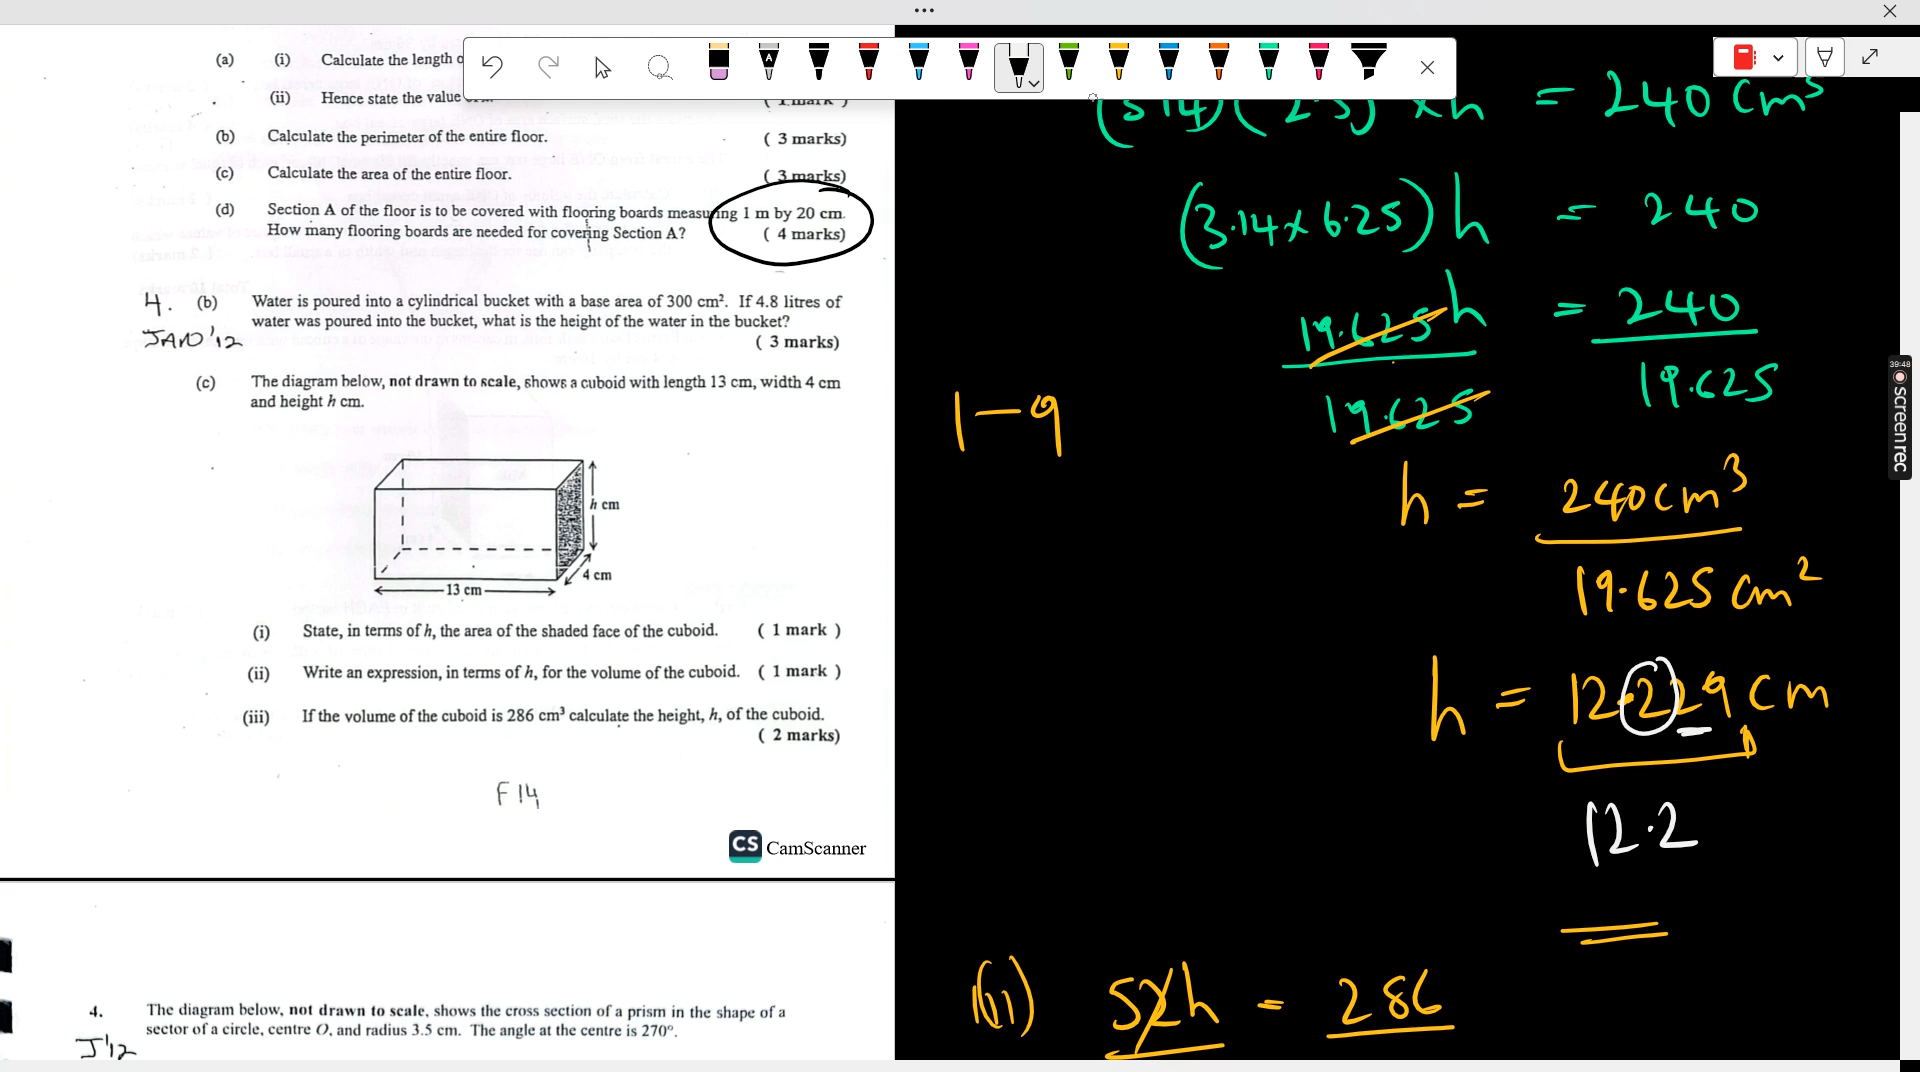 (a) (i) Calculate the length o
(ii) Hence state the value
(b) Calculate the perimeter of the entire floor. ( 3 marks)
(c) Calculate the area of the entire floor. ( 3 marks)
(d) Section A of the floor is to be covered with flooring boards measuring 1 m by 20 cm.
How many flooring boards are needed for covering Section A? ( 4 marks)
4. (b) Water is poured into a cylindrical bucket with a base area of 300 cm². If 4.8 litres of
JAN'12 water was poured into the bucket, what is the height of the water in the bucket?
( 3 marks)
(c) The diagram below, not drawn to scale, shows a cuboid with length 13 cm, width 4 cm
and height h cm.
h cm
4 cm
13 cm
(i) State, in terms of h, the area of the shaded face of the cuboid. ( 1 mark )
(ii) Write an expression, in terms of h, for the volume of the cuboid. ( 1 mark )
(iii) If the volume of the cuboid is 286 cm³ calculate the height, h, of the cuboid.
( 2 marks)
F14
CS CamScanner
4. The diagram below, not drawn to scale, shows the cross section of a prism in the shape of a
J'12 sector of a circle, centre O, and radius 3.5 cm. The angle at the centre is 270°.
× h = 240 cm³
(3.14 × 6.25) h = 240
19.625 h = 240
19.625 19.625
1 – 9
h = 240 cm³
19.625 cm²
h = 12.229 cm
12.2
52h = 286
39:48
screenrec